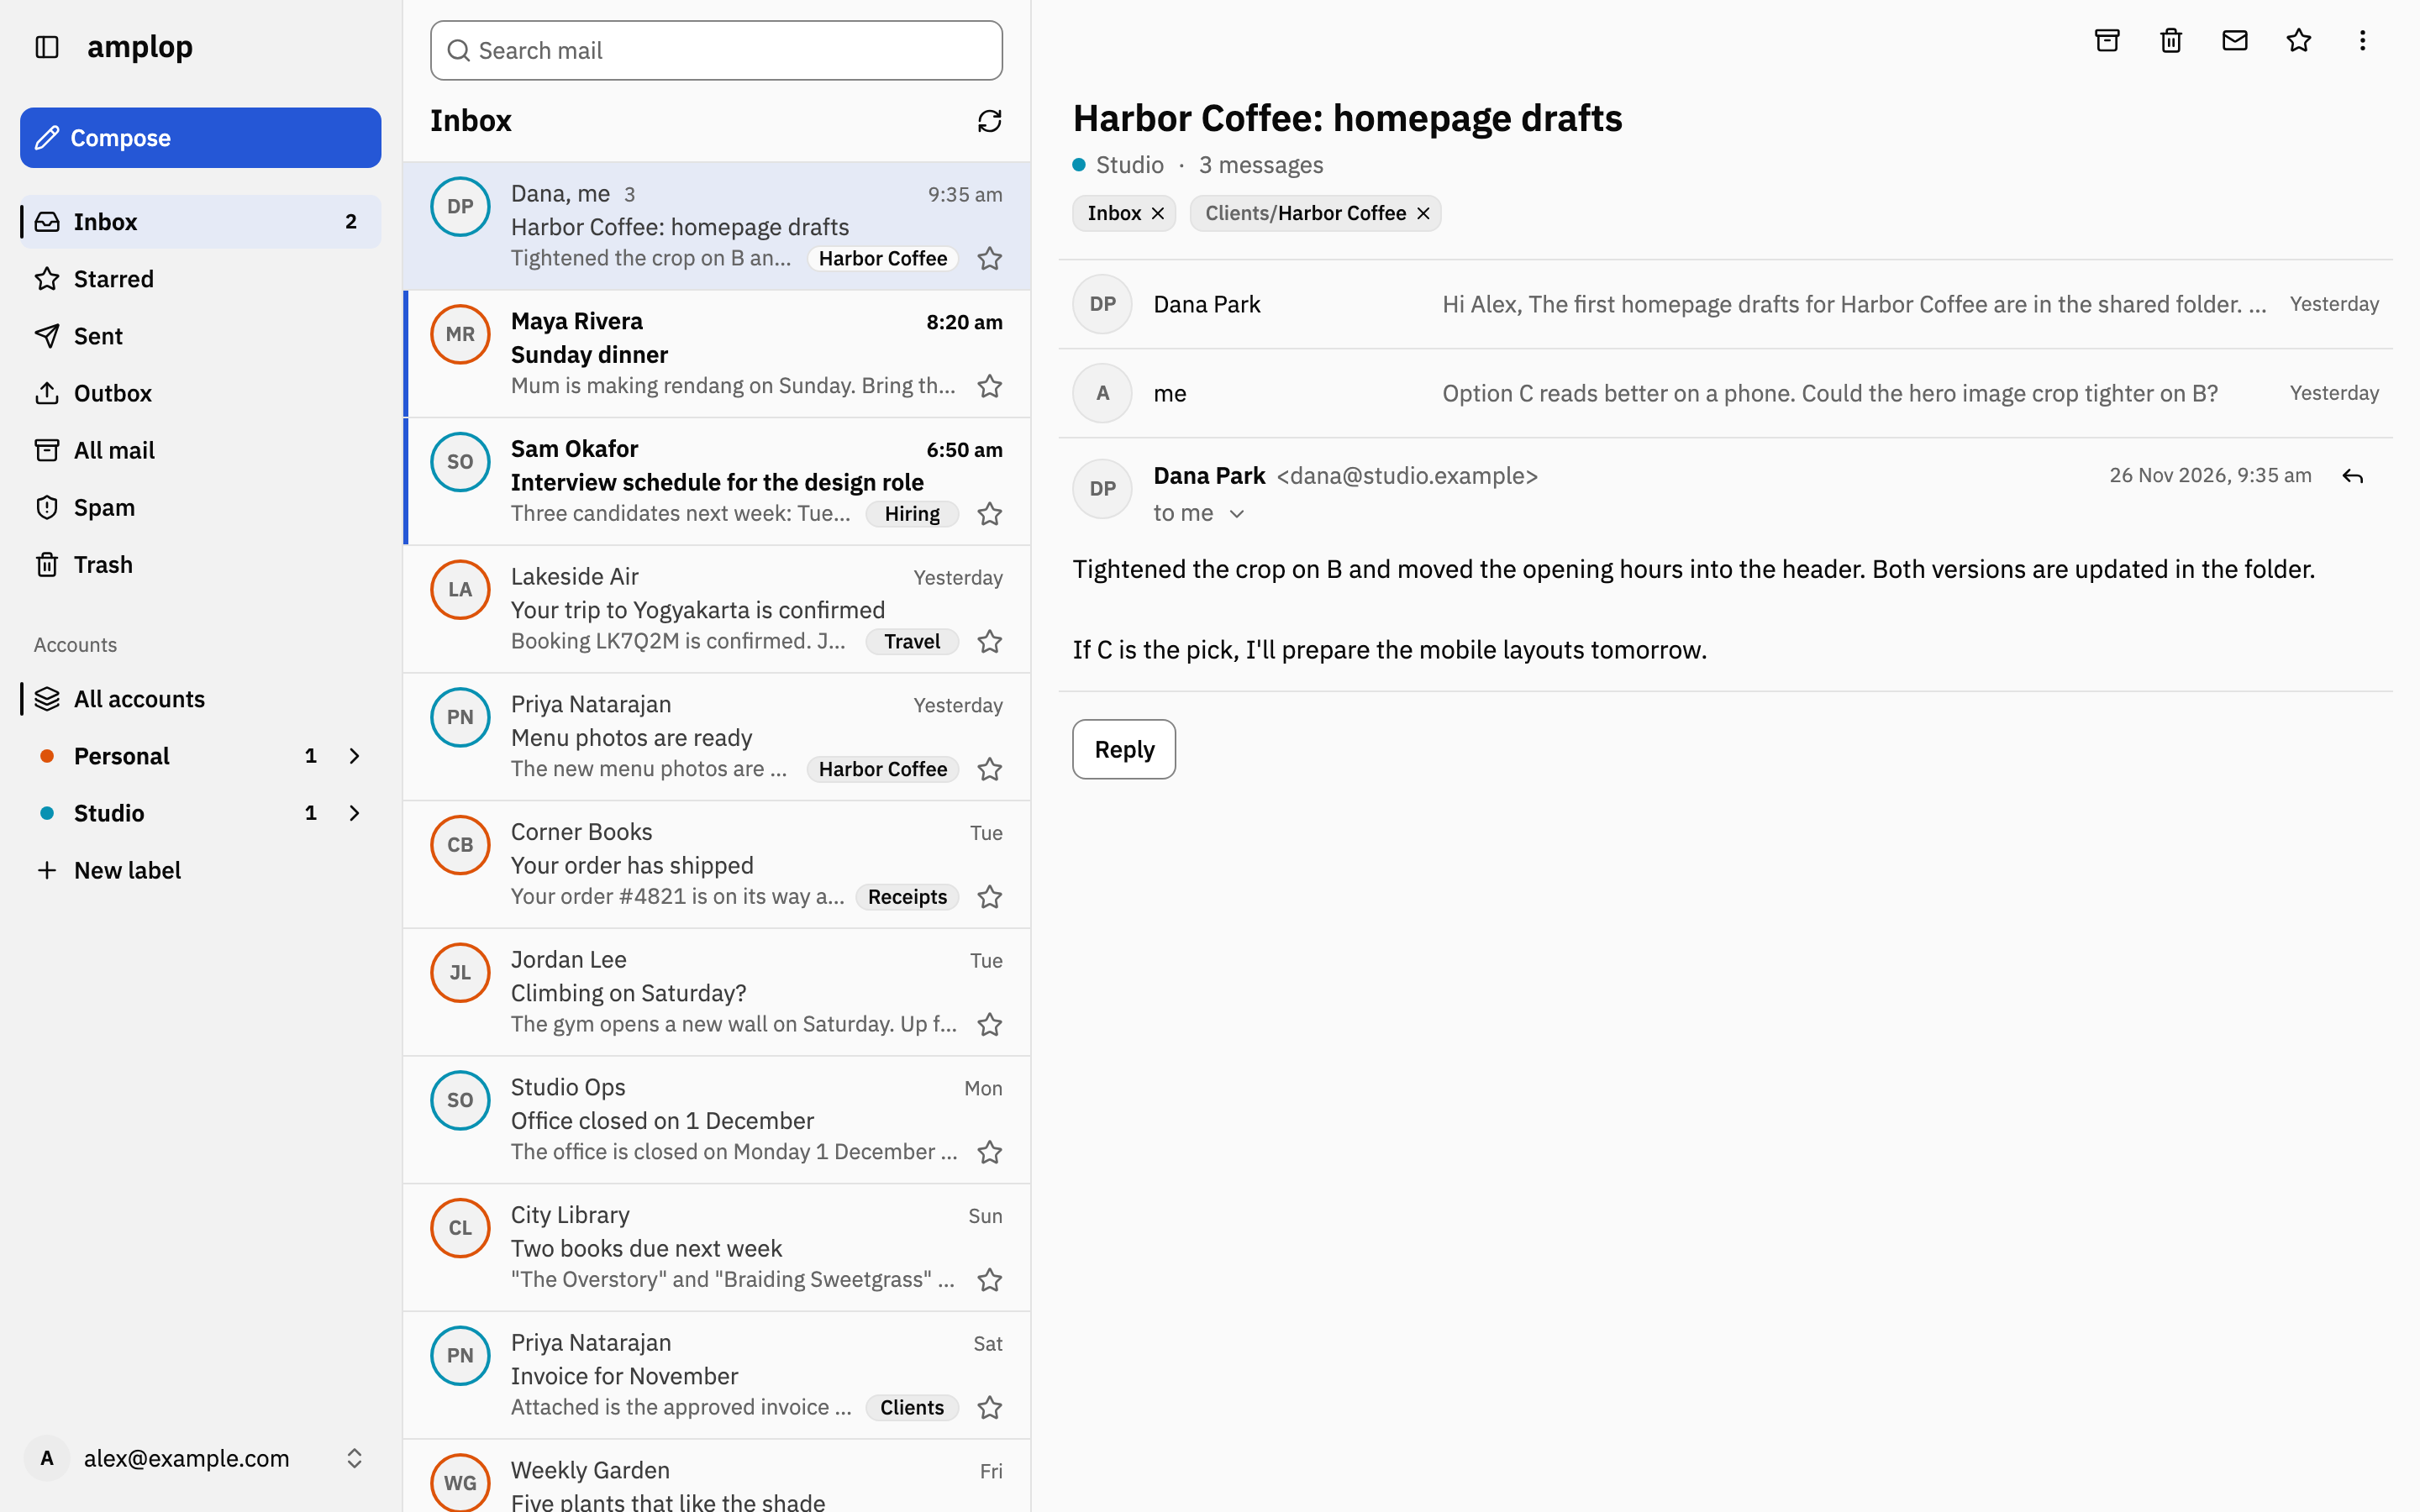 amplop
Compose
Inbox 2
Starred
Sent
Outbox
All mail
Spam
Trash
Accounts
All accounts
Personal 1
Studio 1
New label
A alex@example.com
Search mail
Inbox
DP Dana, me 3 9:35 am
Harbor Coffee: homepage drafts
Tightened the crop on B an... Harbor Coffee
MR Maya Rivera 8:20 am
Sunday dinner
Mum is making rendang on Sunday. Bring th...
SO Sam Okafor 6:50 am
Interview schedule for the design role
Three candidates next week: Tue... Hiring
LA Lakeside Air Yesterday
Your trip to Yogyakarta is confirmed
Booking LK7Q2M is confirmed. J... Travel
PN Priya Natarajan Yesterday
Menu photos are ready
The new menu photos are ... Harbor Coffee
CB Corner Books Tue
Your order has shipped
Your order #4821 is on its way a... Receipts
JL Jordan Lee Tue
Climbing on Saturday?
The gym opens a new wall on Saturday. Up f...
SO Studio Ops Mon
Office closed on 1 December
The office is closed on Monday 1 December ...
CL City Library Sun
Two books due next week
"The Overstory" and "Braiding Sweetgrass" ...
PN Priya Natarajan Sat
Invoice for November
Attached is the approved invoice ... Clients
WG Weekly Garden Fri
Five plants that like the shade
Harbor Coffee: homepage drafts
Studio · 3 messages
Inbox Clients/Harbor Coffee
DP Dana Park Hi Alex, The first homepage drafts for Harbor Coffee are in the shared folder. ... Yesterday
A me Option C reads better on a phone. Could the hero image crop tighter on B? Yesterday
DP Dana Park <dana@studio.example> 26 Nov 2026, 9:35 am
to me
Tightened the crop on B and moved the opening hours into the header. Both versions are updated in the folder.
If C is the pick, I'll prepare the mobile layouts tomorrow.
Reply